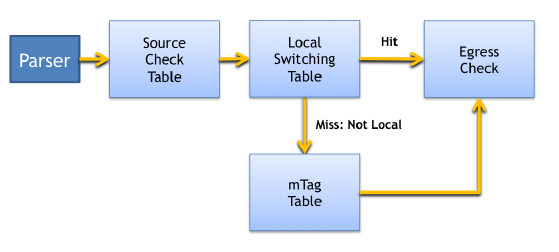 Parser
Source
Check
Table
Local
Switching
Table
Hit
Egress
Check
Miss: Not Local
mTag
Table